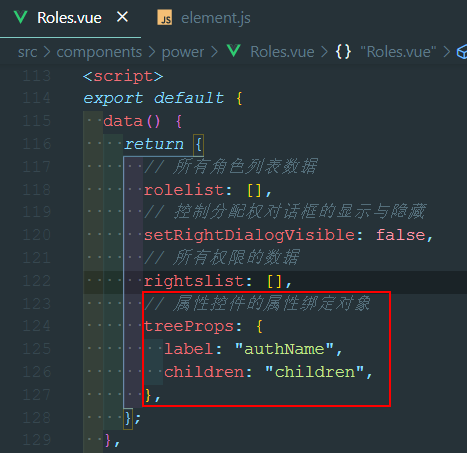 Roles.vue ×
JS element.js
src > components > power > Roles.vue > {} "Roles.vue" >
113 <script>
114 export default {
115 data() {
116 return {
117 // 所有角色列表数据
118 rolelist: [],
119 // 控制分配权对话框的显示与隐藏
120 setRightDialogVisible: false,
121 // 所有权限的数据
122 rightslist: [],
123 // 属性控件的属性绑定对象
124 treeProps: {
125 label: "authName",
126 children: "children",
127 },
128 };
129 },